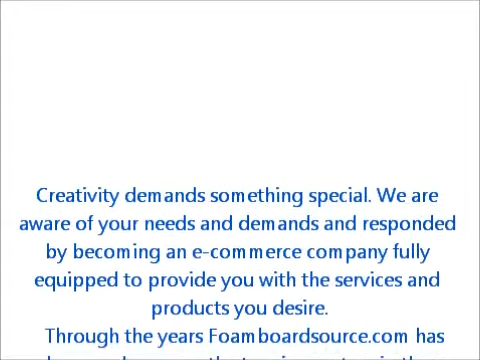 Creativity demands something special. We are
aware of your needs and demands and responded
by becoming an e-commerce company fully
equipped to provide you with the services and
products you desire.
Through the years Foamboardsource.com has